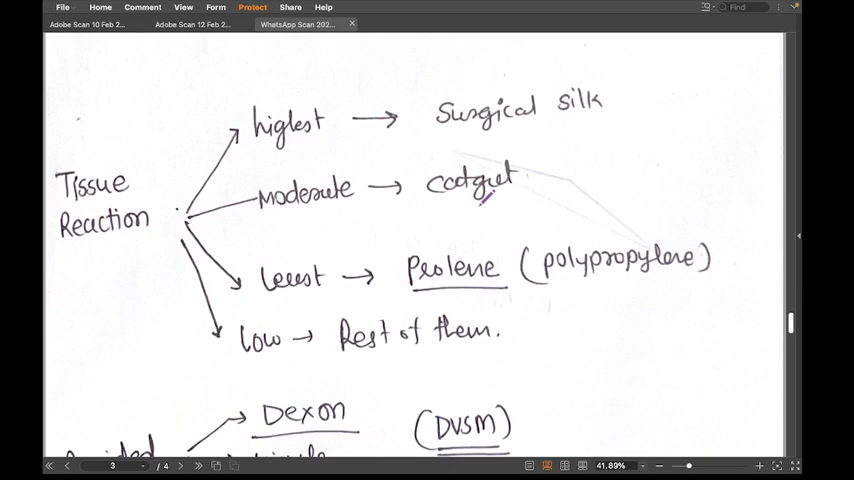 File Home Comment View Form Protect Share Help Find
Adobe Scan 10 Feb 2... Adobe Scan 12 Feb 2... WhatsApp Scan 202...
highest → Surgical silk
Tissue Reaction
Moderate → catgut
least → Prolene (polypropylene)
low → Rest of them.
Dexon (DVSM)
3 / 4 41.89%